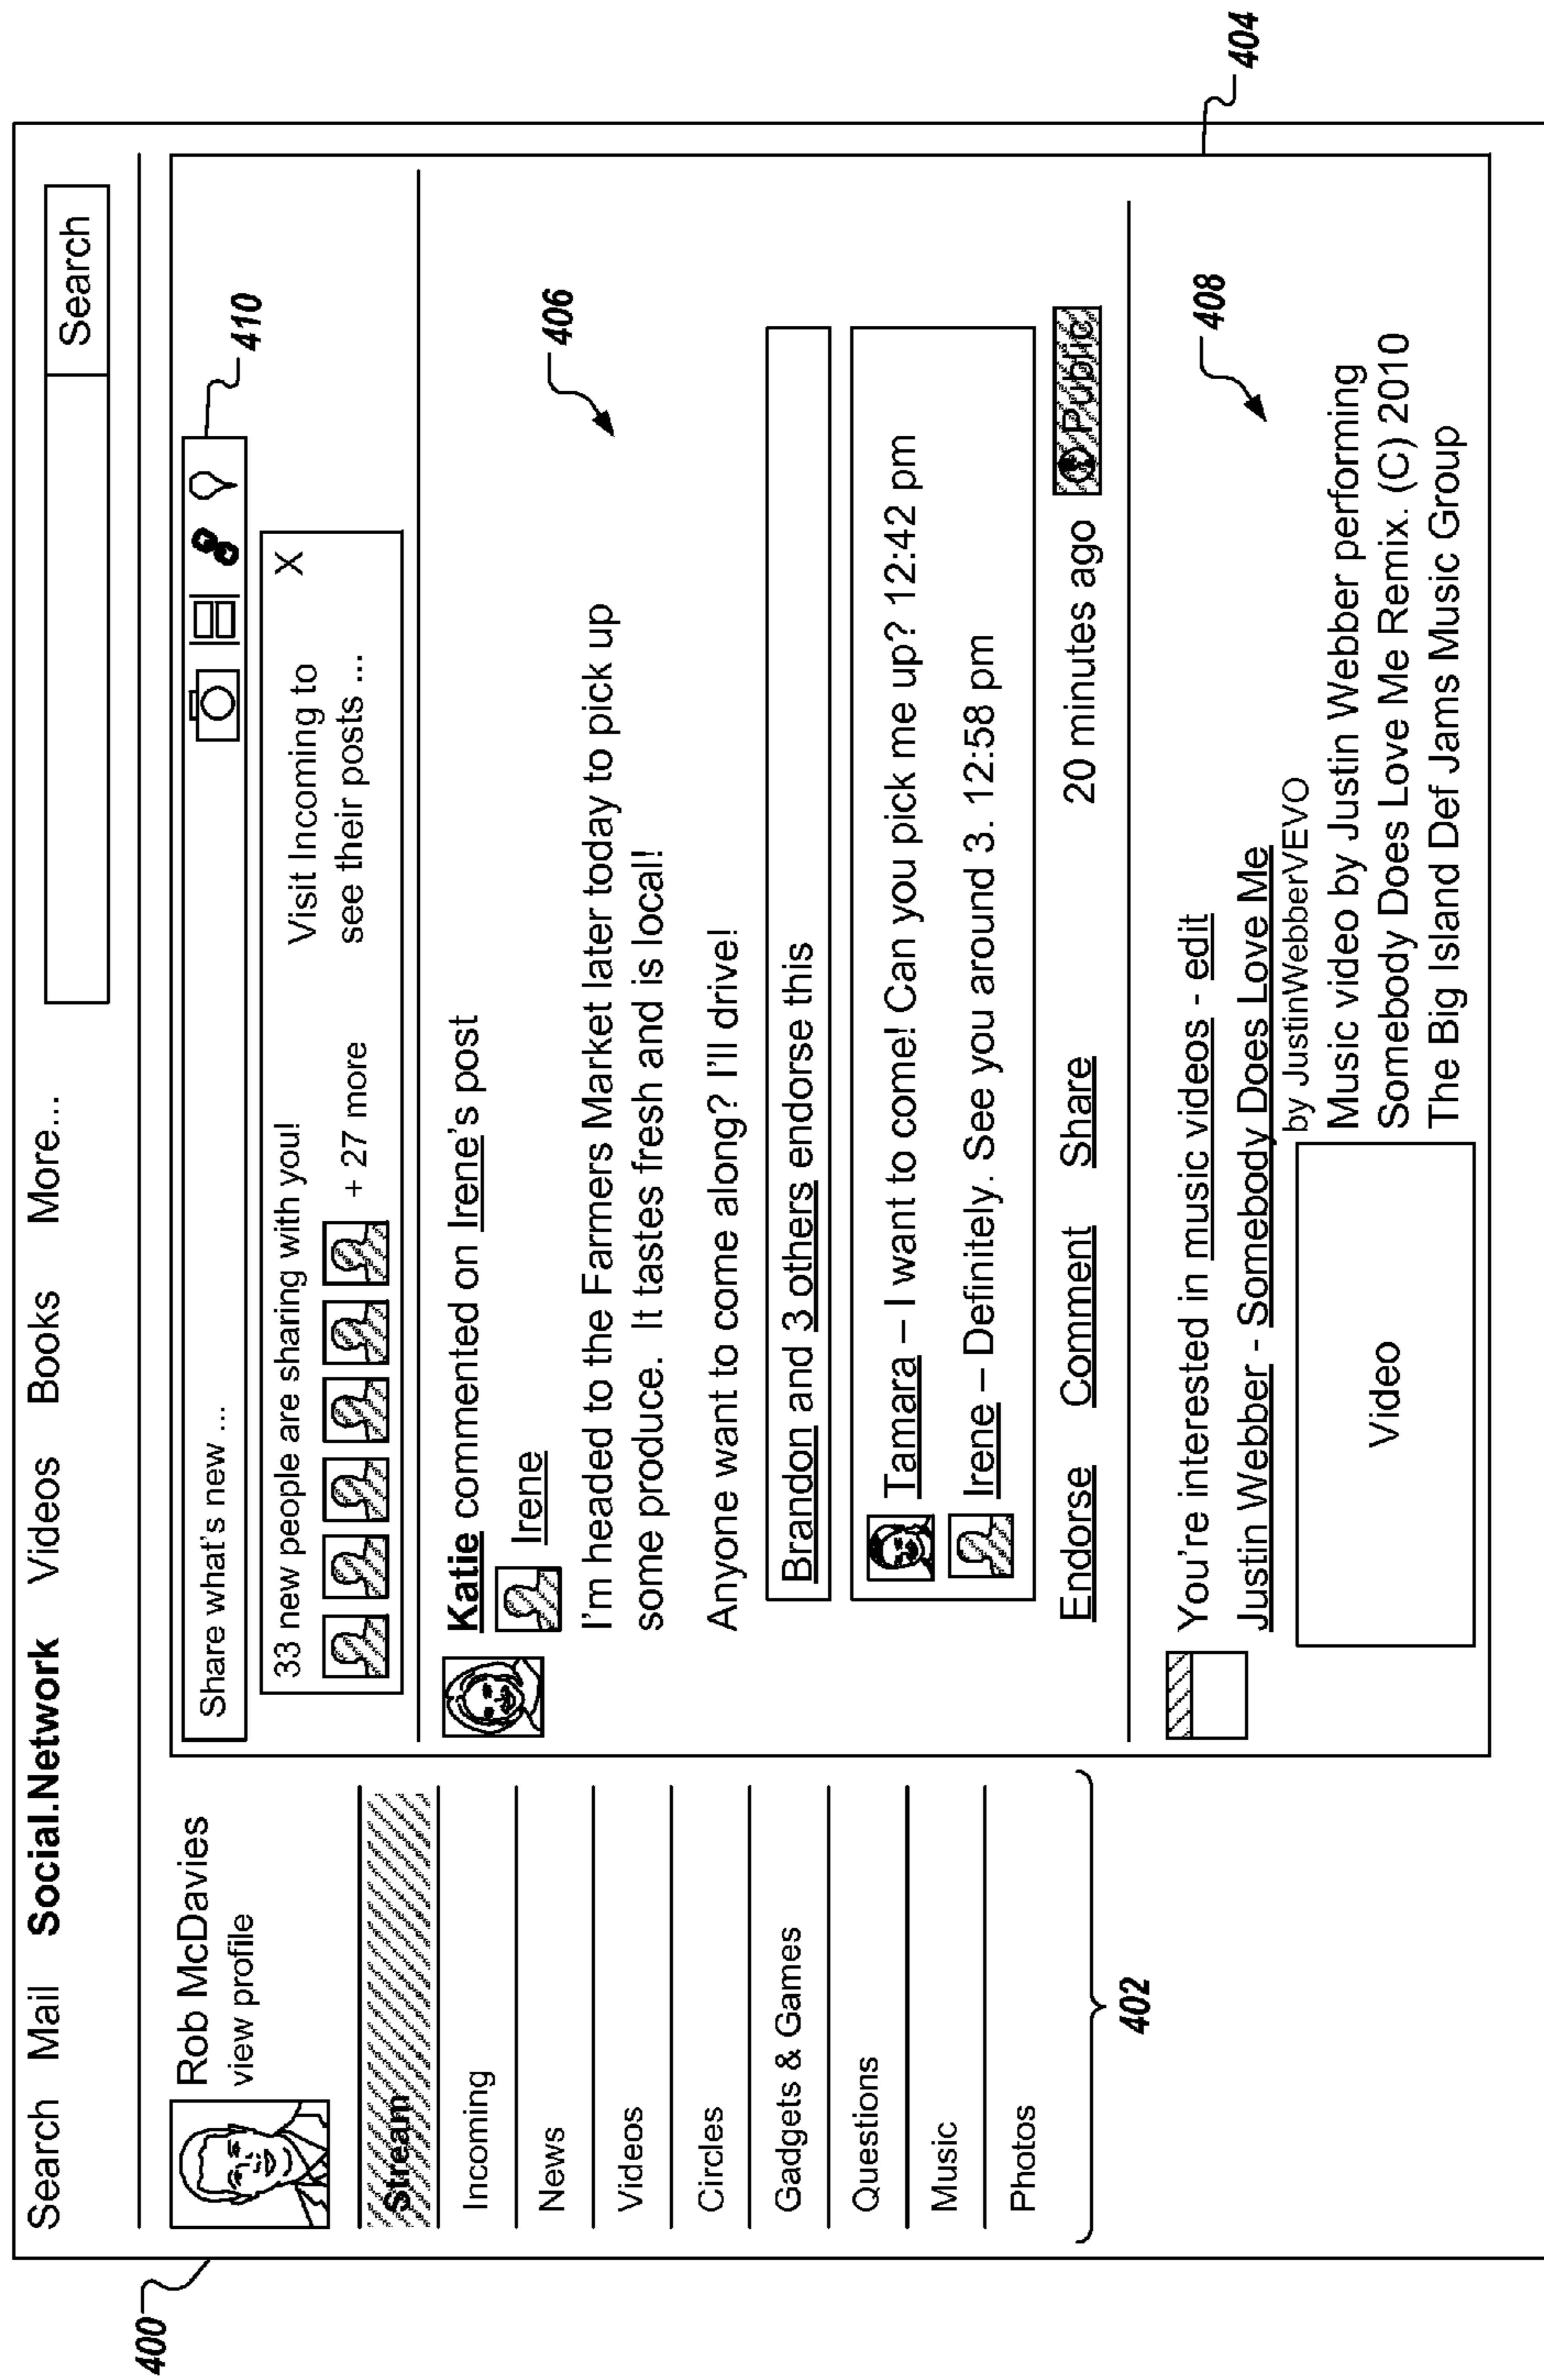 Search Mail Social.Network Videos Books More...
Search
Rob McDavies
view profile
Stream
Incoming
News
Videos
Circles
Gadgets & Games
Questions
Music
Photos
402
400
Share what's new ...
410
33 new people are sharing with you!
+ 27 more
Visit Incoming to
see their posts ...
X
Katie commented on Irene's post
Irene
406
I'm headed to the Farmers Market later today to pick up
some produce. It tastes fresh and is local!
Anyone want to come along? I'll drive!
Brandon and 3 others endorse this
Tamara – I want to come! Can you pick me up? 12:42 pm
Irene – Definitely. See you around 3. 12:58 pm
Endorse Comment Share 20 minutes ago Public
404
You're interested in music videos - edit
408
Justin Webber - Somebody Does Love Me
by JustinWebberVEVO
Video
Music video by Justin Webber performing
Somebody Does Love Me Remix. (C) 2010
The Big Island Def Jams Music Group